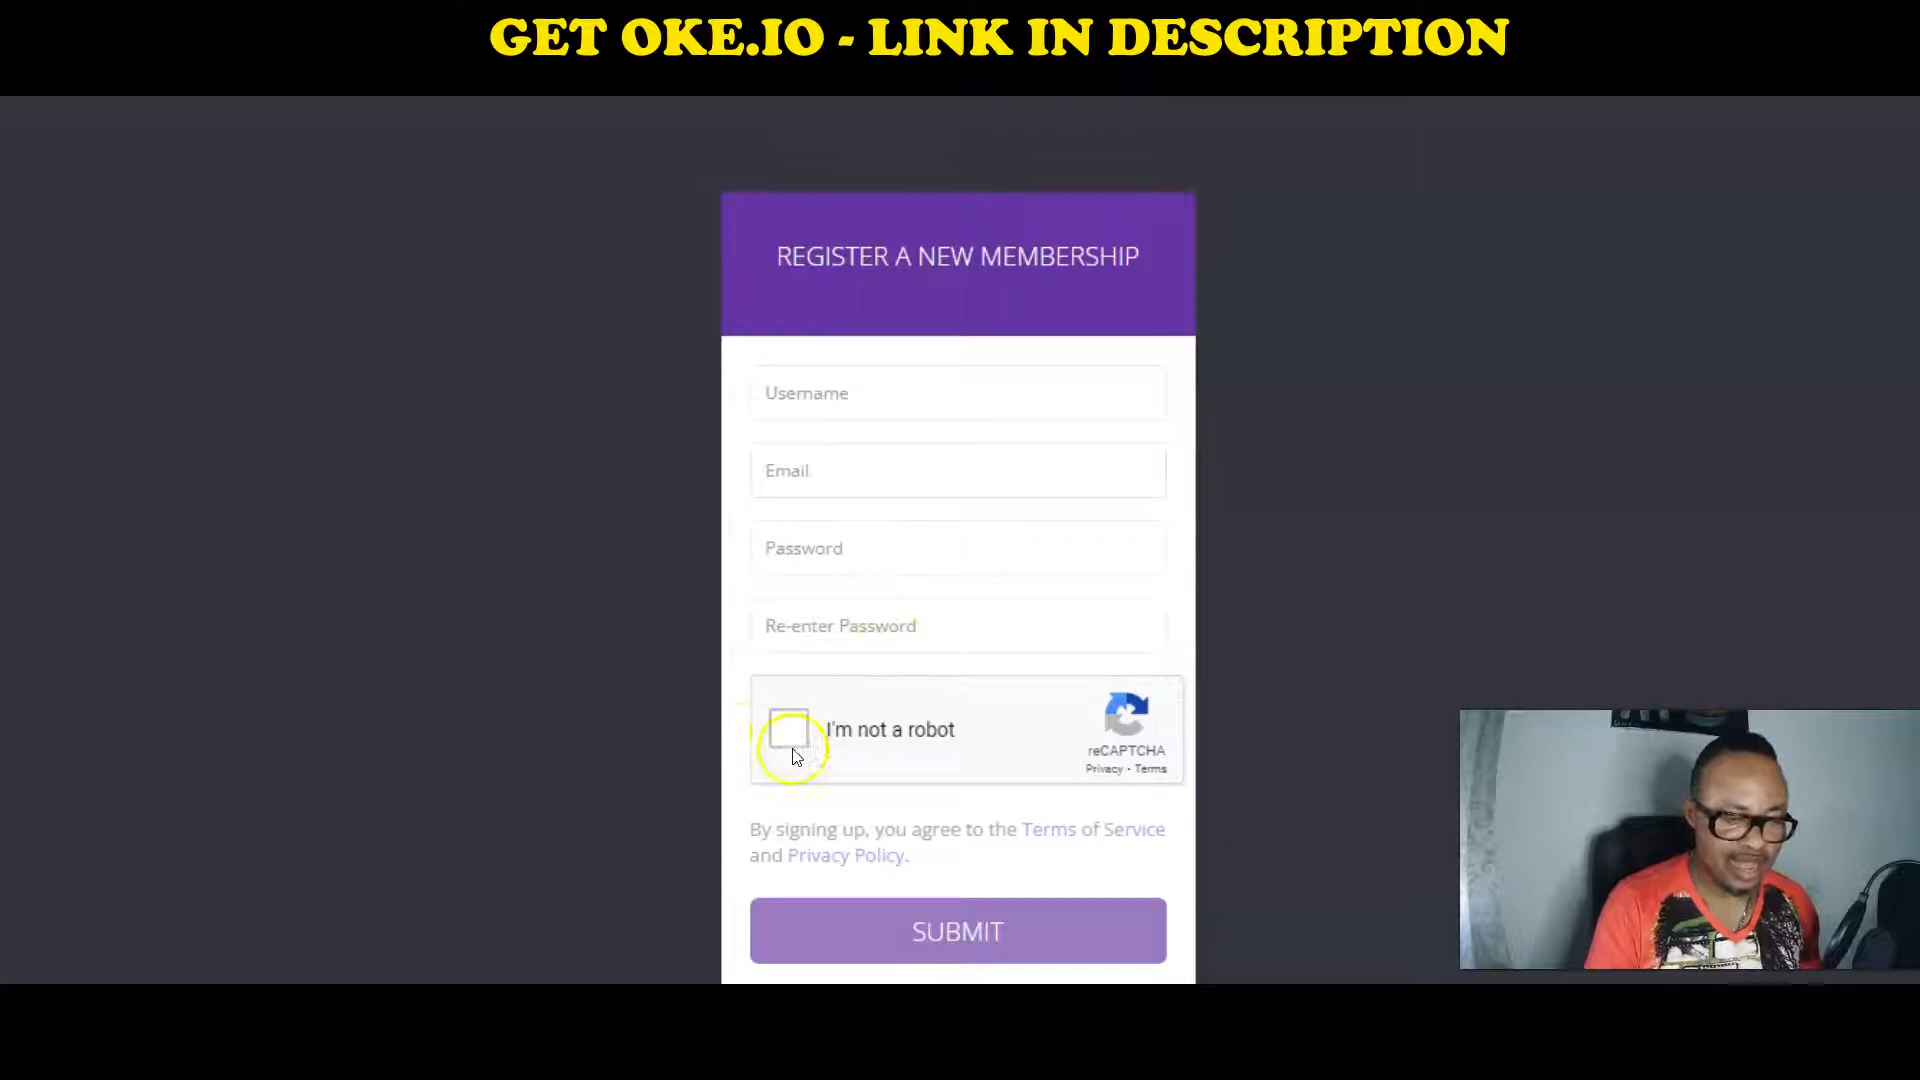 GET OKE.IO - LINK IN DESCRIPTION
REGISTER A NEW MEMBERSHIP
Username
Email
Password
Re-enter Password
I'm not a robot
reCAPTCHA
Privacy - Terms
By signing up, you agree to the Terms of Service
and Privacy Policy.
SUBMIT